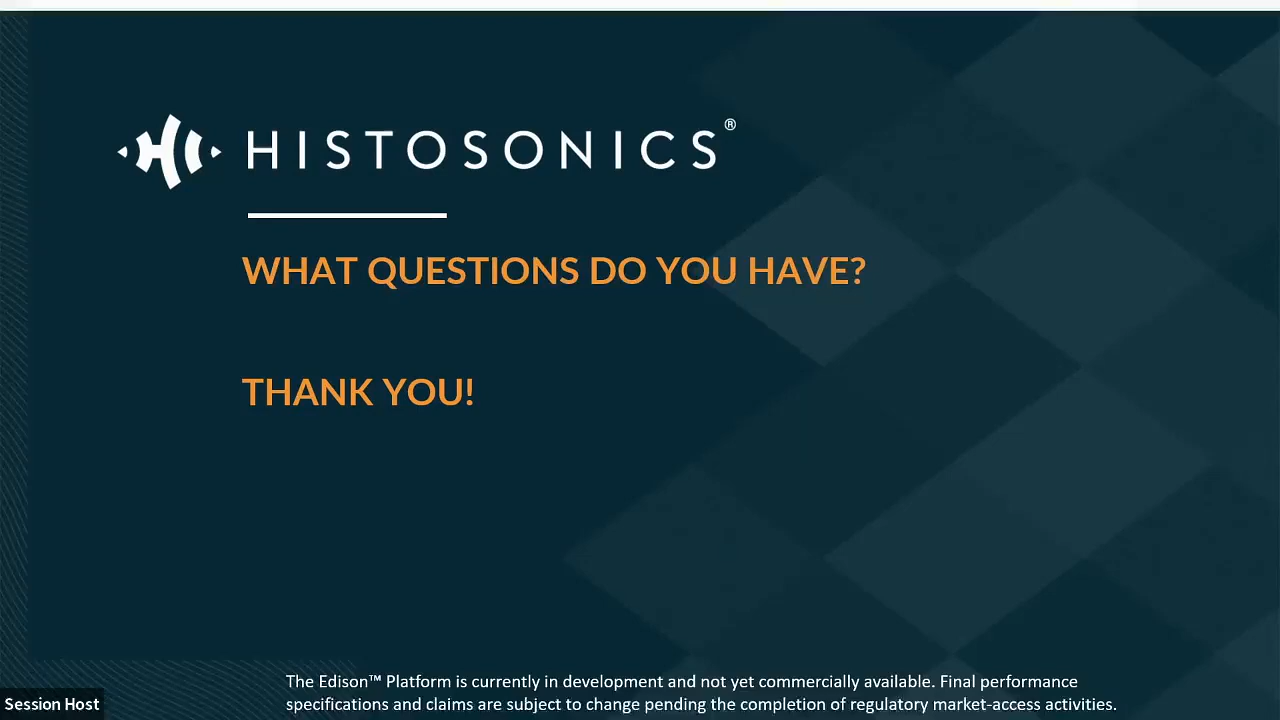 HISTOSONICS®
WHAT QUESTIONS DO YOU HAVE?
THANK YOU!
The Edison™ Platform is currently in development and not yet commercially available. Final performance
specifications and claims are subject to change pending the completion of regulatory market-access activities.
Session Host